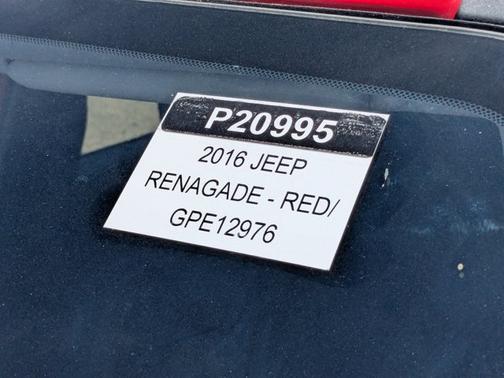 P20995
2016 JEEP
RENAGADE - RED/
GPE12976